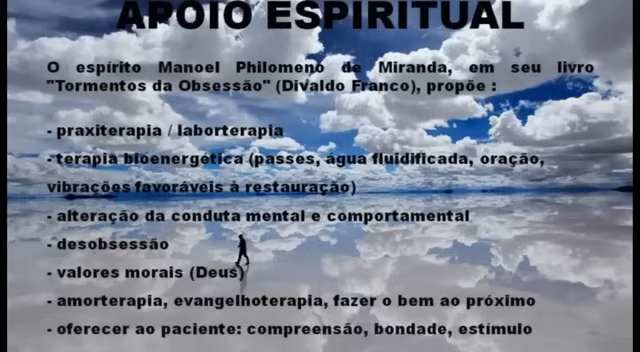 APOIO ESPIRITUAL
O espírito Manoel Philomeno de Miranda, em seu livro
"Tormentos da Obsessão" (Divaldo Franco), propõe :
- praxiterapia / laborterapia
- terapia bioenergética (passes, água fluidificada, oração,
vibrações favoráveis à restauração)
- alteração da conduta mental e comportamental
- desobsessão
- valores morais (Deus)
- amorterapia, evangelhoterapia, fazer o bem ao próximo
- oferecer ao paciente: compreensão, bondade, estímulo